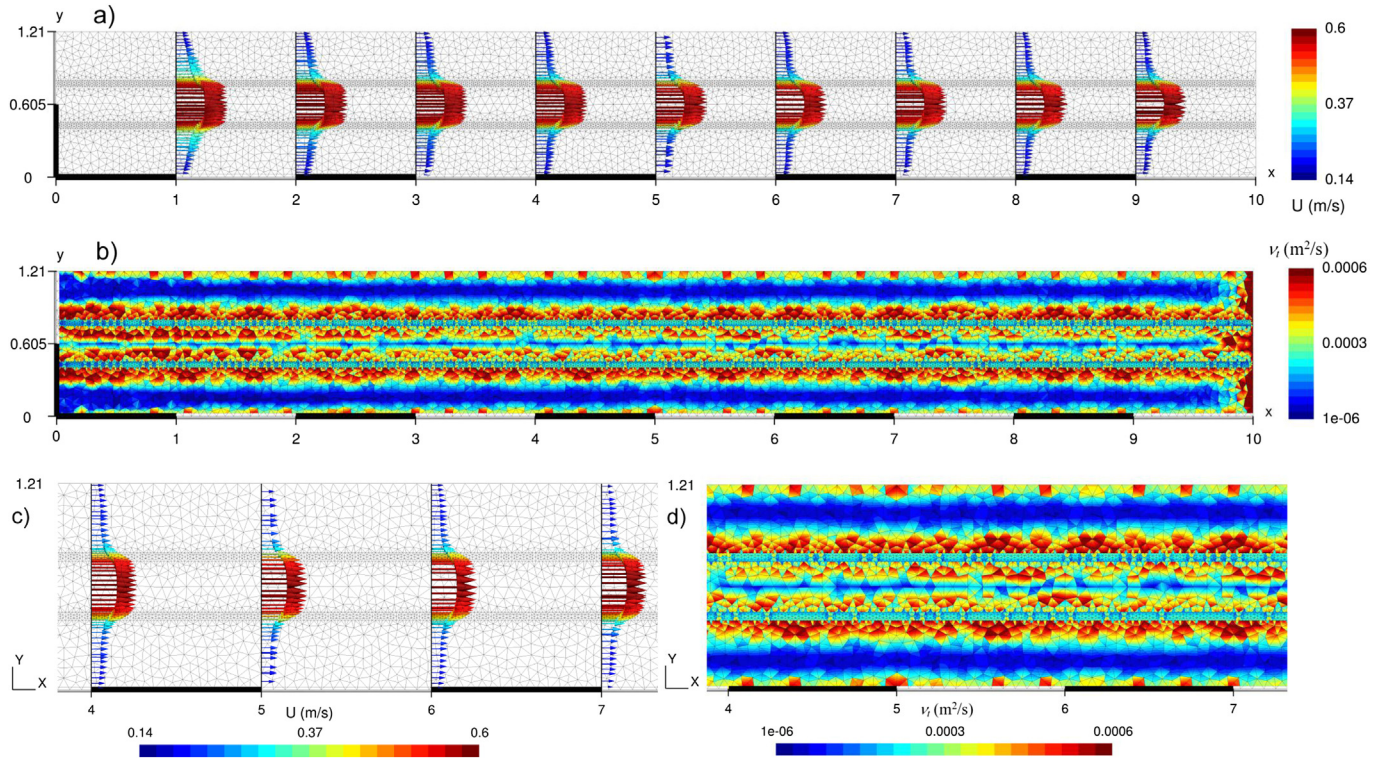 a)
y
1.21
0.605
0
0 1 2 3 4 5 6 7 8 9 10
x
0.6
0.37
0.14
U (m/s)
b)
y
1.21
0.605
0
0 1 2 3 4 5 6 7 8 9 10
x
νt (m²/s)
0.0006
0.0003
1e-06
c)
1.21
Y
X
4 5 6 7
U (m/s)
0.14 0.37 0.6
d)
1.21
Y
X
4 5 6 7
νt (m²/s)
1e-06 0.0003 0.0006